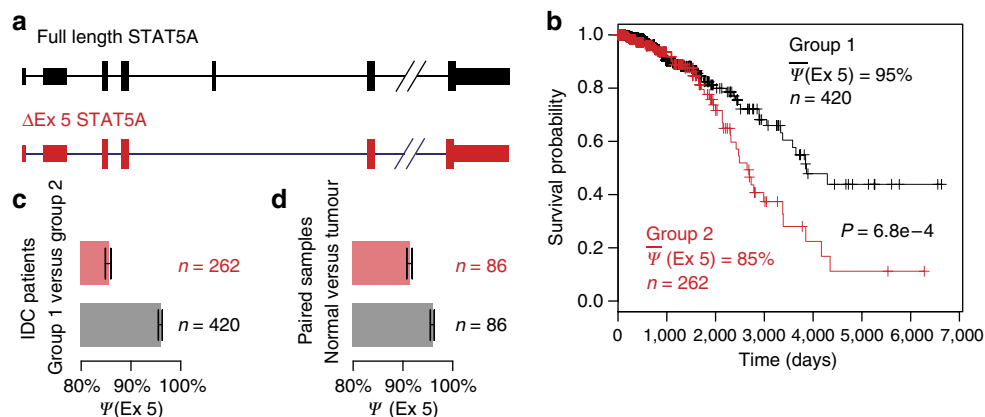 a
Full length STAT5A
ΔEx 5 STAT5A
b
Survival probability
1.0
0.8
0.6
0.4
0.2
0.0
Group 1
Ψ̅(Ex 5) = 95%
n = 420
Group 2
Ψ̅ (Ex 5) = 85%
n = 262
P = 6.8e–4
0
1,000
2,000
3,000
4,000
5,000
6,000
7,000
Time (days)
c
IDC patients
Group 1 versus group 2
n = 262
n = 420
80%
90%
100%
Ψ(Ex 5)
d
Paired samples
Normal versus tumour
n = 86
n = 86
80%
90%
100%
Ψ(Ex 5)